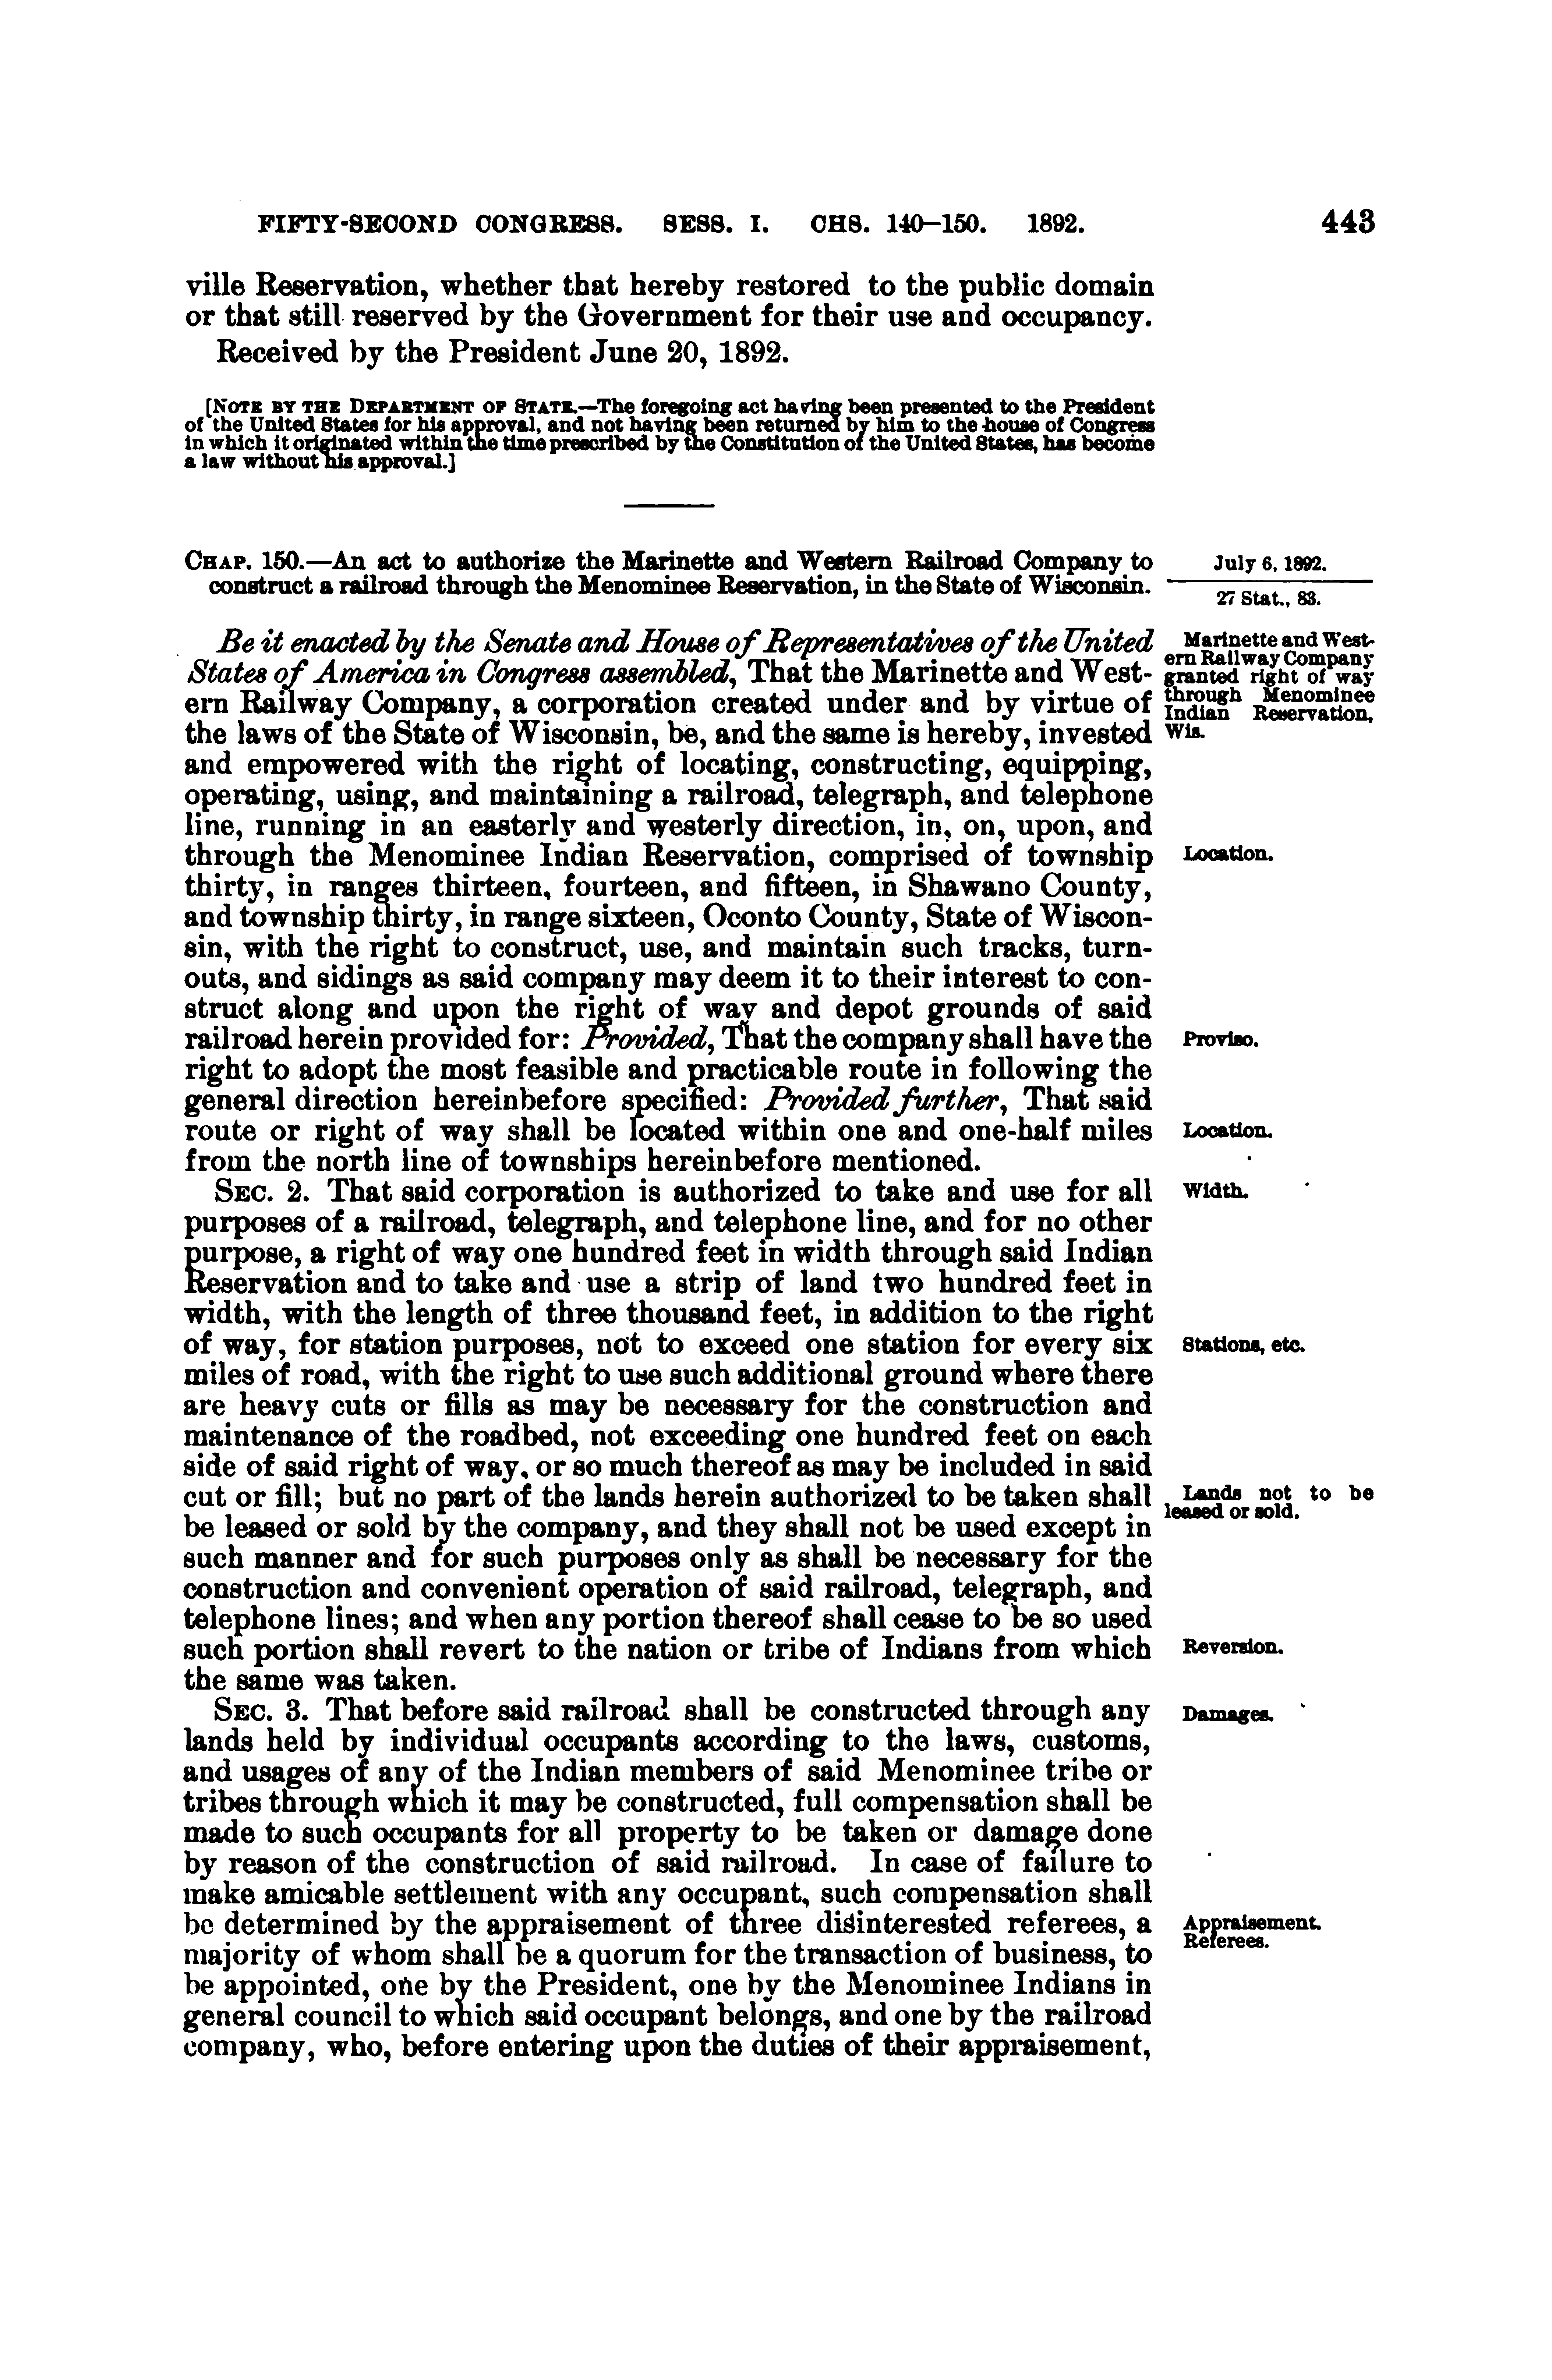 FIFTY-SECOND CONGRESS. SESS. I. CHS. 140–150. 1892. 443
ville Reservation, whether that hereby restored to the public domain
or that still reserved by the Government for their use and occupancy.
Received by the President June 20, 1892.
[NOTE BY THE DEPARTMENT OF STATE.—The foregoing act having been presented to the President
of the United States for his approval, and not having been returned by him to the house of Congress
in which it originated within the time prescribed by the Constitution of the United States, has become
a law without his approval.]
CHAP. 150.—An act to authorize the Marinette and Western Railroad Company to
construct a railroad through the Menominee Reservation, in the State of Wisconsin.
July 6, 1892.
27 Stat., 83.
Be it enacted by the Senate and House of Representatives of the United
States of America in Congress assembled, That the Marinette and West-
ern Railway Company, a corporation created under and by virtue of
the laws of the State of Wisconsin, be, and the same is hereby, invested
and empowered with the right of locating, constructing, equipping,
operating, using, and maintaining a railroad, telegraph, and telephone
line, running in an easterly and westerly direction, in, on, upon, and
through the Menominee Indian Reservation, comprised of township
thirty, in ranges thirteen, fourteen, and fifteen, in Shawano County,
and township thirty, in range sixteen, Oconto County, State of Wiscon-
sin, with the right to construct, use, and maintain such tracks, turn-
outs, and sidings as said company may deem it to their interest to con-
struct along and upon the right of way and depot grounds of said
railroad herein provided for: Provided, That the company shall have the
right to adopt the most feasible and practicable route in following the
general direction hereinbefore specified: Provided further, That said
route or right of way shall be located within one and one-half miles
from the north line of townships hereinbefore mentioned.
Marinette and West-
ern Railway Company
granted right of way
through Menominee
Indian Reservation,
Wis.
Location.
Proviso.
Location.
SEC. 2. That said corporation is authorized to take and use for all
purposes of a railroad, telegraph, and telephone line, and for no other
purpose, a right of way one hundred feet in width through said Indian
Reservation and to take and use a strip of land two hundred feet in
width, with the length of three thousand feet, in addition to the right
of way, for station purposes, not to exceed one station for every six
miles of road, with the right to use such additional ground where there
are heavy cuts or fills as may be necessary for the construction and
maintenance of the roadbed, not exceeding one hundred feet on each
side of said right of way, or so much thereof as may be included in said
cut or fill; but no part of the lands herein authorized to be taken shall
be leased or sold by the company, and they shall not be used except in
such manner and for such purposes only as shall be necessary for the
construction and convenient operation of said railroad, telegraph, and
telephone lines; and when any portion thereof shall cease to be so used
such portion shall revert to the nation or tribe of Indians from which
the same was taken.
Width.
Stations, etc.
Lands not to be
leased or sold.
Reversion.
SEC. 3. That before said railroad shall be constructed through any
lands held by individual occupants according to the laws, customs,
and usages of any of the Indian members of said Menominee tribe or
tribes through which it may be constructed, full compensation shall be
made to such occupants for all property to be taken or damage done
by reason of the construction of said railroad. In case of failure to
make amicable settlement with any occupant, such compensation shall
be determined by the appraisement of three disinterested referees, a
majority of whom shall be a quorum for the transaction of business, to
be appointed, one by the President, one by the Menominee Indians in
general council to which said occupant belongs, and one by the railroad
company, who, before entering upon the duties of their appraisement,
Damages.
Appraisement.
Referees.